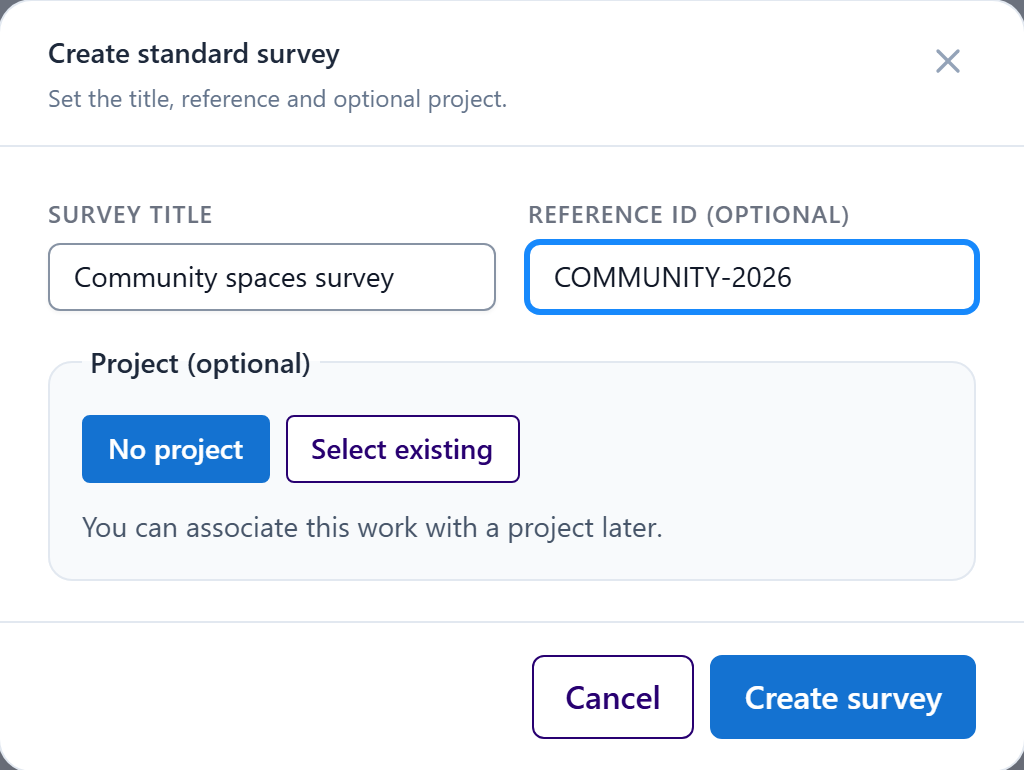 Create standard survey
Set the title, reference and optional project.
SURVEY TITLE
REFERENCE ID (OPTIONAL)
Community spaces survey
COMMUNITY-2026
Project (optional)
No project
Select existing
You can associate this work with a project later.
Cancel
Create survey